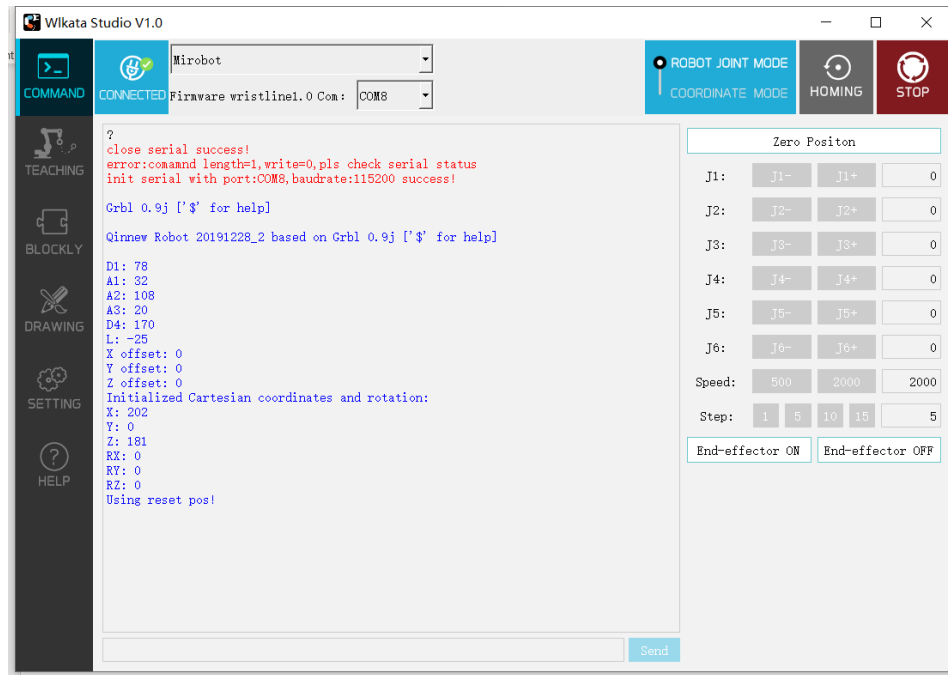 Wlkata Studio V1.0
COMMAND
CONNECTED
Mirobot
Firmware wristline1.0 Com: COM8
ROBOT JOINT MODE
COORDINATE MODE
HOMING
STOP
TEACHING
BLOCKLY
DRAWING
SETTING
HELP
?
close serial success!
error:comamnd length=1,write=0,pls check serial status
init serial with port:COM8,baudrate:115200 success!
Grbl 0.9j ['$' for help]
Qinnew Robot 20191228_2 based on Grbl 0.9j ['$' for help]
D1: 78
A1: 32
A2: 108
A3: 20
D4: 170
L: -25
X offset: 0
Y offset: 0
Z offset: 0
Initialized Cartesian coordinates and rotation:
X: 202
Y: 0
Z: 181
RX: 0
RY: 0
RZ: 0
Using reset pos!
Send
Zero Positon
J1: J1- J1+ 0
J2: J2- J2+ 0
J3: J3- J3+ 0
J4: J4- J4+ 0
J5: J5- J5+ 0
J6: J6- J6+ 0
Speed: 500 2000 2000
Step: 1 5 10 15 5
End-effector ON End-effector OFF